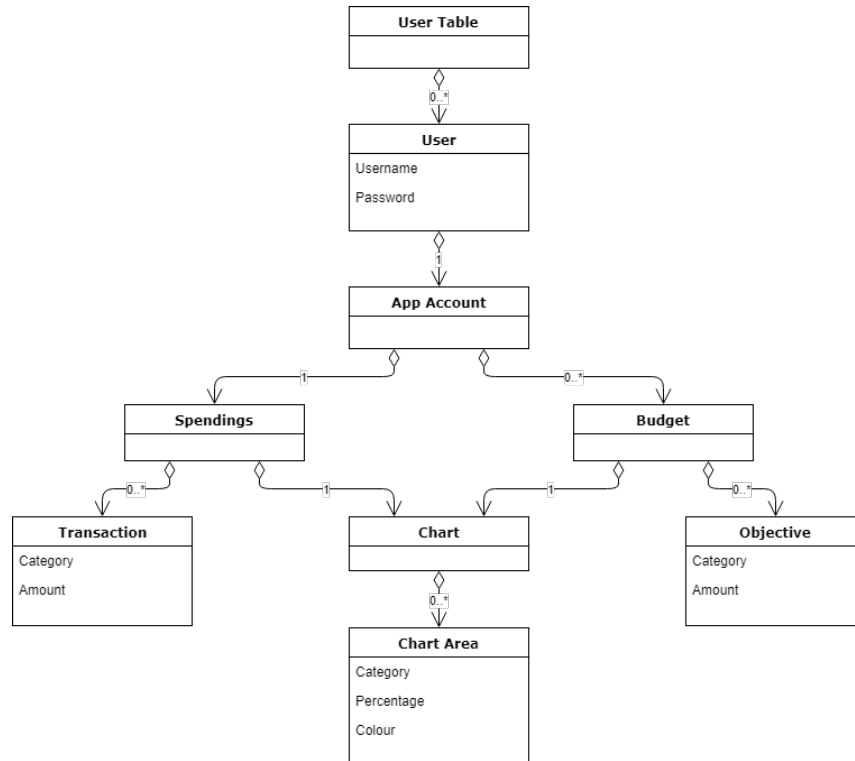 User Table
0..*
User
Username
Password
1
App Account
1
0..*
Spendings
Budget
0..*
1
1
0..*
Transaction
Category
Amount
Chart
Objective
Category
Amount
0..*
Chart Area
Category
Percentage
Colour